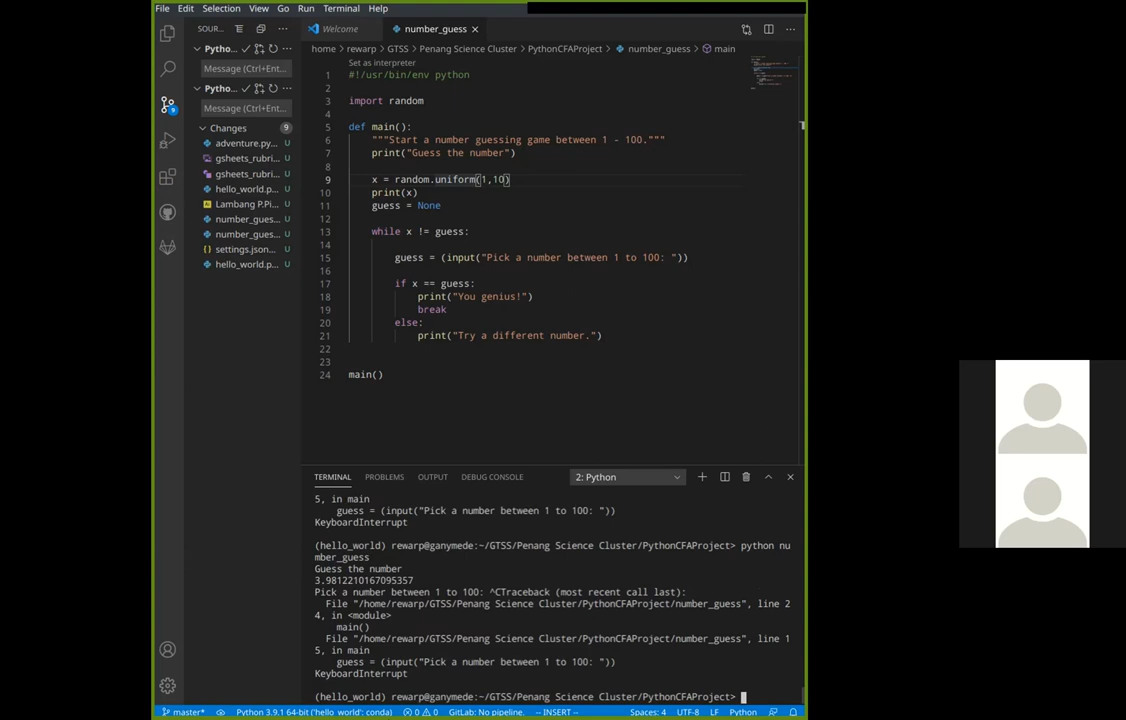 File Edit Selection View Go Run Terminal Help
SOUR...
Welcome
number_guess
Pytho...
home rewarp GTSS Penang Science Cluster PythonCFAProject number_guess main
Message (Ctrl+Ent...
Pytho...
Message (Ctrl+Ent...
Changes 9
adventure.py... U
gsheets_rubri... U
gsheets_rubri... U
hello_world.p... U
Lambang P.Pi... U
number_gues... U
number_gues... U
settings.json... U
hello_world.p... U
9
Set as interpreter
1 #!/usr/bin/env python
2
3 import random
4
5 def main():
6 """Start a number guessing game between 1 - 100."""
7 print("Guess the number")
8
9 x = random.uniform(1,10)
10 print(x)
11 guess = None
12
13 while x != guess:
14
15 guess = (input("Pick a number between 1 to 100: "))
16
17 if x == guess:
18 print("You genius!")
19 break
20 else:
21 print("Try a different number.")
22
23
24 main()
TERMINAL PROBLEMS OUTPUT DEBUG CONSOLE 2: Python
5, in main
guess = (input("Pick a number between 1 to 100: "))
KeyboardInterrupt
(hello_world) rewarp@ganymede:~/GTSS/Penang Science Cluster/PythonCFAProject> python nu
mber_guess
Guess the number
3.9812210167095357
Pick a number between 1 to 100: ^CTraceback (most recent call last):
File "/home/rewarp/GTSS/Penang Science Cluster/PythonCFAProject/number_guess", line 2
4, in <module>
main()
File "/home/rewarp/GTSS/Penang Science Cluster/PythonCFAProject/number_guess", line 1
5, in main
guess = (input("Pick a number between 1 to 100: "))
KeyboardInterrupt
(hello_world) rewarp@ganymede:~/GTSS/Penang Science Cluster/PythonCFAProject>
master* Python 3.9.1 64-bit ('hello_world': conda) 0 0 GitLab: No pipeline. -- INSERT -- Spaces: 4 UTF-8 LF Python